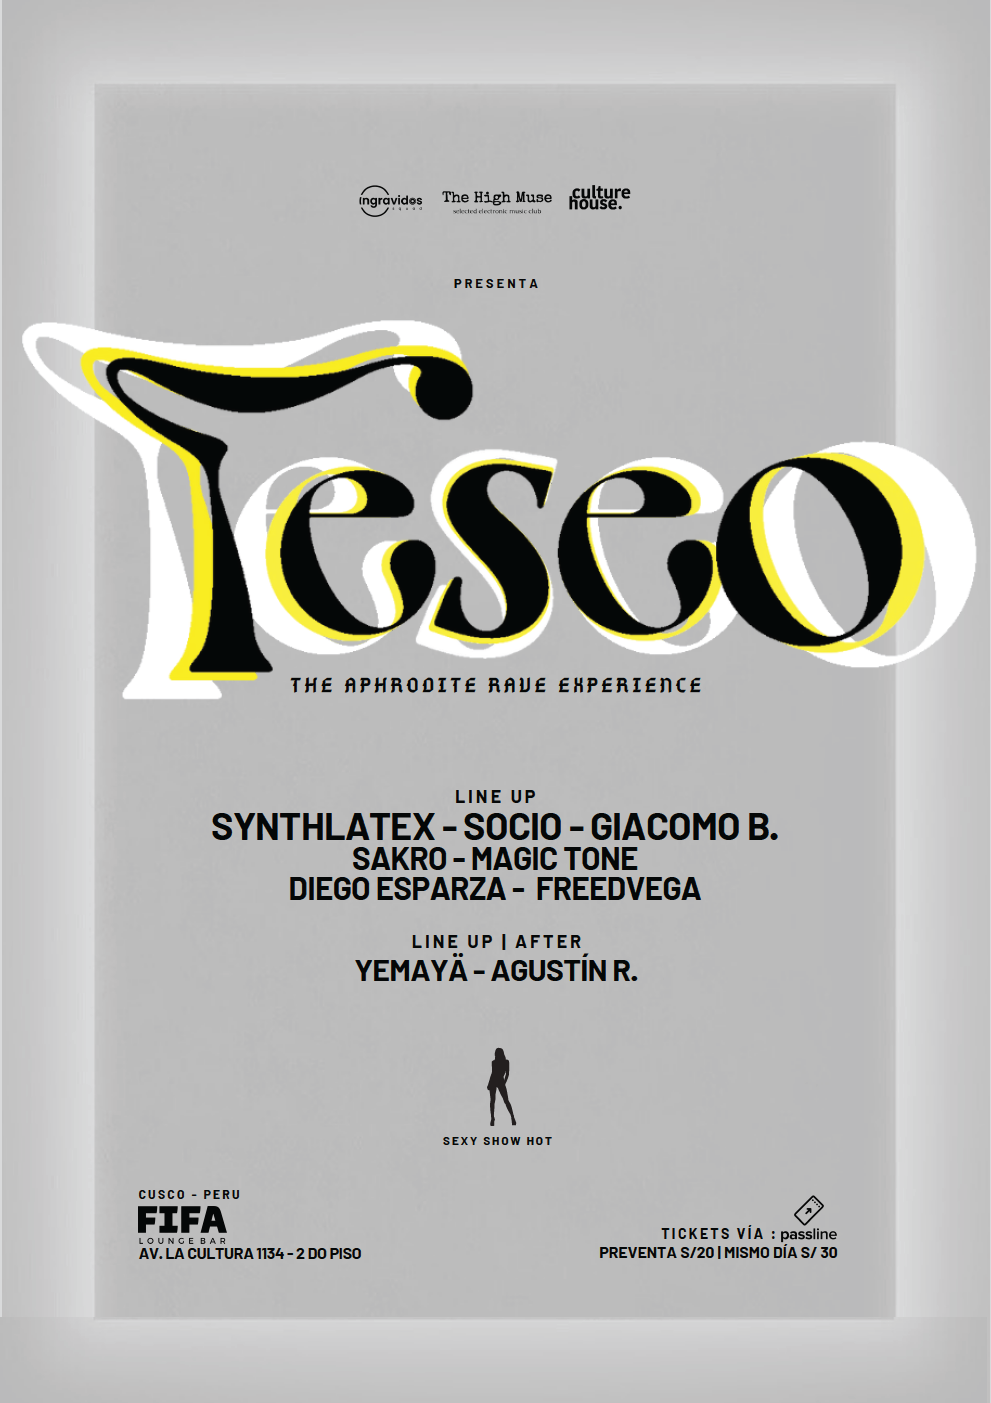 ingravidos
squad
The High Muse
selected electronic music club
culture
house.
PRESENTA
Teseo
THE APHRODITE RAVE EXPERIENCE
LINE UP
SYNTHLATEX - SOCIO - GIACOMO B.
SAKRO - MAGIC TONE
DIEGO ESPARZA - FREEDVEGA
LINE UP | AFTER
YEMAYÄ - AGUSTÍN R.
SEXY SHOW HOT
CUSCO - PERU
FIFA
LOUNGE BAR
AV. LA CULTURA 1134 - 2 DO PISO
TICKETS VÍA : passline
PREVENTA S/20 | MISMO DÍA S/ 30